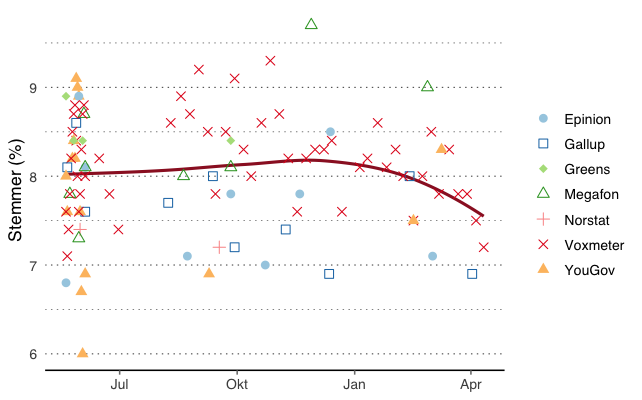 Stemmer (%)
9
8
7
6
Jul
Okt
Jan
Apr
Epinion
Gallup
Greens
Megafon
Norstat
Voxmeter
YouGov